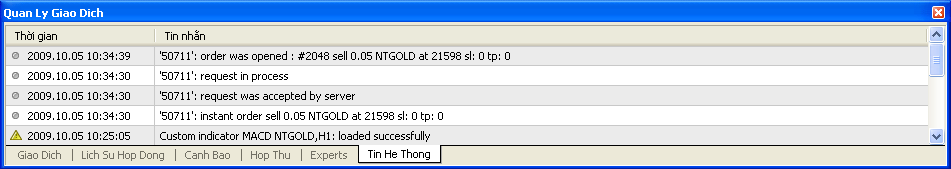 Quan Ly Giao Dich
Thời gian Tin nhắn
2009.10.05 10:34:39 '50711': order was opened : #2048 sell 0.05 NTGOLD at 21598 sl: 0 tp: 0
2009.10.05 10:34:30 '50711': request in process
2009.10.05 10:34:30 '50711': request was accepted by server
2009.10.05 10:34:30 '50711': instant order sell 0.05 NTGOLD at 21598 sl: 0 tp: 0
2009.10.05 10:25:05 Custom indicator MACD NTGOLD,H1: loaded successfully
Giao Dich | Lich Su Hop Dong | Canh Bao | Hop Thu | Experts | Tin He Thong